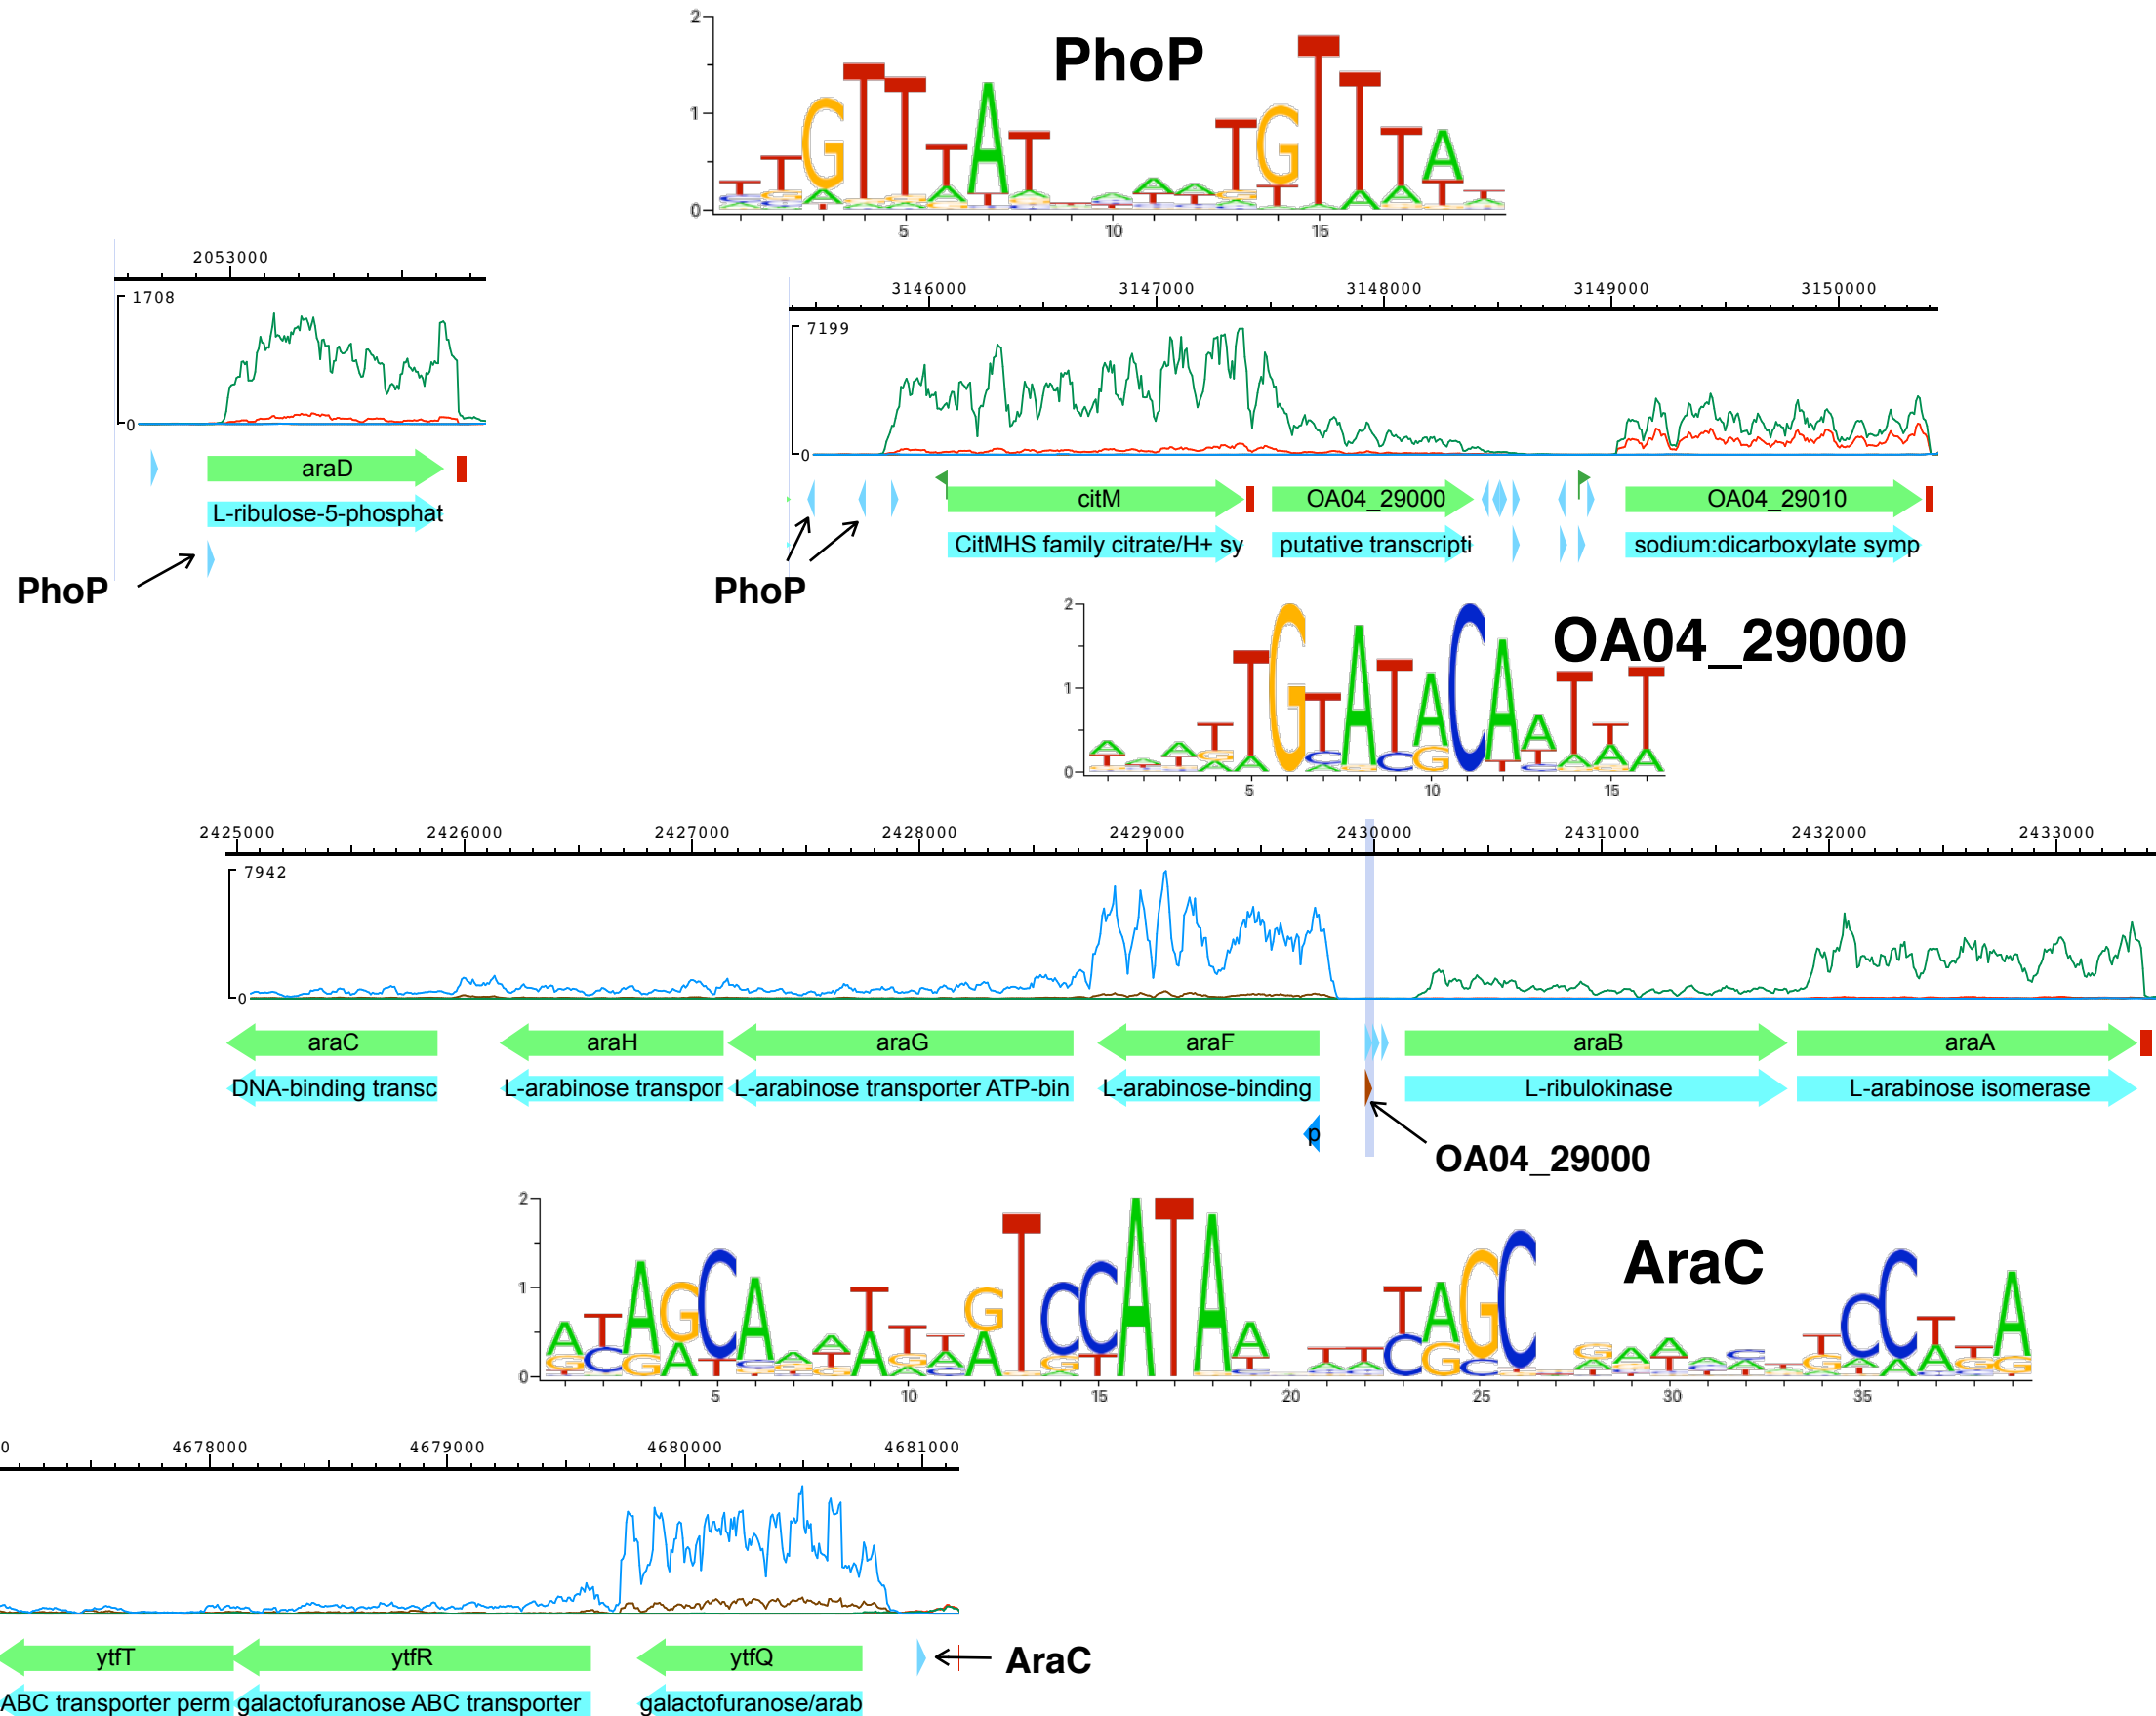 2
PhoP
1
0
5 10 15
2053000
1708
0
araD
L-ribulose-5-phosphat
PhoP
3146000 3147000 3148000 3149000 3150000
7199
0
citM OA04_29000 OA04_29010
CitMHS family citrate/H+ sy putative transcripti sodium:dicarboxylate symp
PhoP
2
OA04_29000
1
0
5 10 15
2425000 2426000 2427000 2428000 2429000 2430000 2431000 2432000 2433000
7942
0
araC araH araG araF araB araA
DNA-binding transc L-arabinose transpor L-arabinose transporter ATP-bin L-arabinose-binding L-ribulokinase L-arabinose isomerase
p
OA04_29000
2
AraC
1
0
5 10 15 20 25 30 35
0 4678000 4679000 4680000 4681000
ytfT ytfR ytfQ
AraC
ABC transporter perm galactofuranose ABC transporter galactofuranose/arab